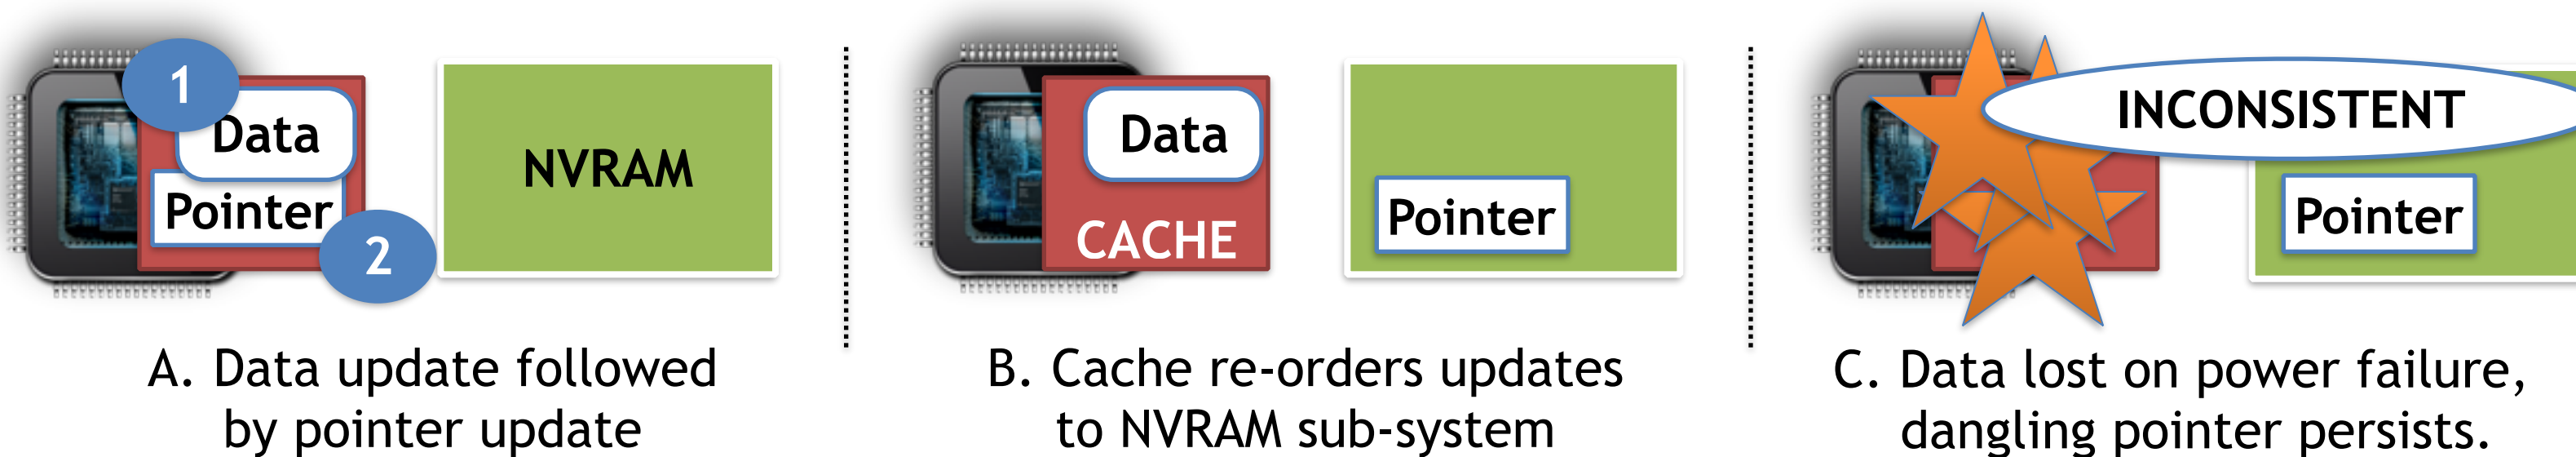 1
Data
Pointer
2
NVRAM
A. Data update followed
by pointer update
Data
CACHE
Pointer
B. Cache re-orders updates
to NVRAM sub-system
INCONSISTENT
Pointer
C. Data lost on power failure,
dangling pointer persists.